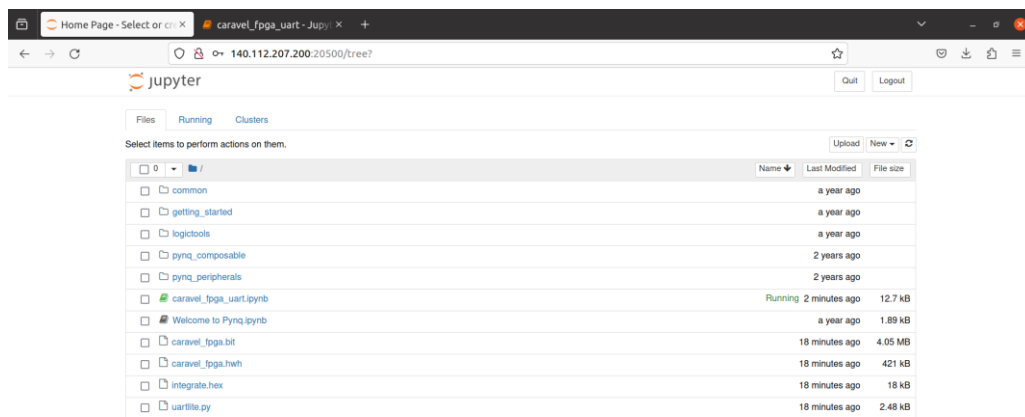 Home Page - Select or cr
caravel_fpga_uart - Jupy
140.112.207.200:20500/tree?
jupyter
Quit Logout
Files Running Clusters
Select items to perform actions on them.
Upload New
0 / Name Last Modified File size
common a year ago
getting_started a year ago
logictools a year ago
pynq_composable 2 years ago
pynq_peripherals 2 years ago
caravel_fpga_uart.ipynb Running 2 minutes ago 12.7 kB
Welcome to Pynq.ipynb a year ago 1.89 kB
caravel_fpga.bit 18 minutes ago 4.05 MB
caravel_fpga.hwh 18 minutes ago 421 kB
integrate.hex 18 minutes ago 18 kB
uartlite.py 18 minutes ago 2.48 kB